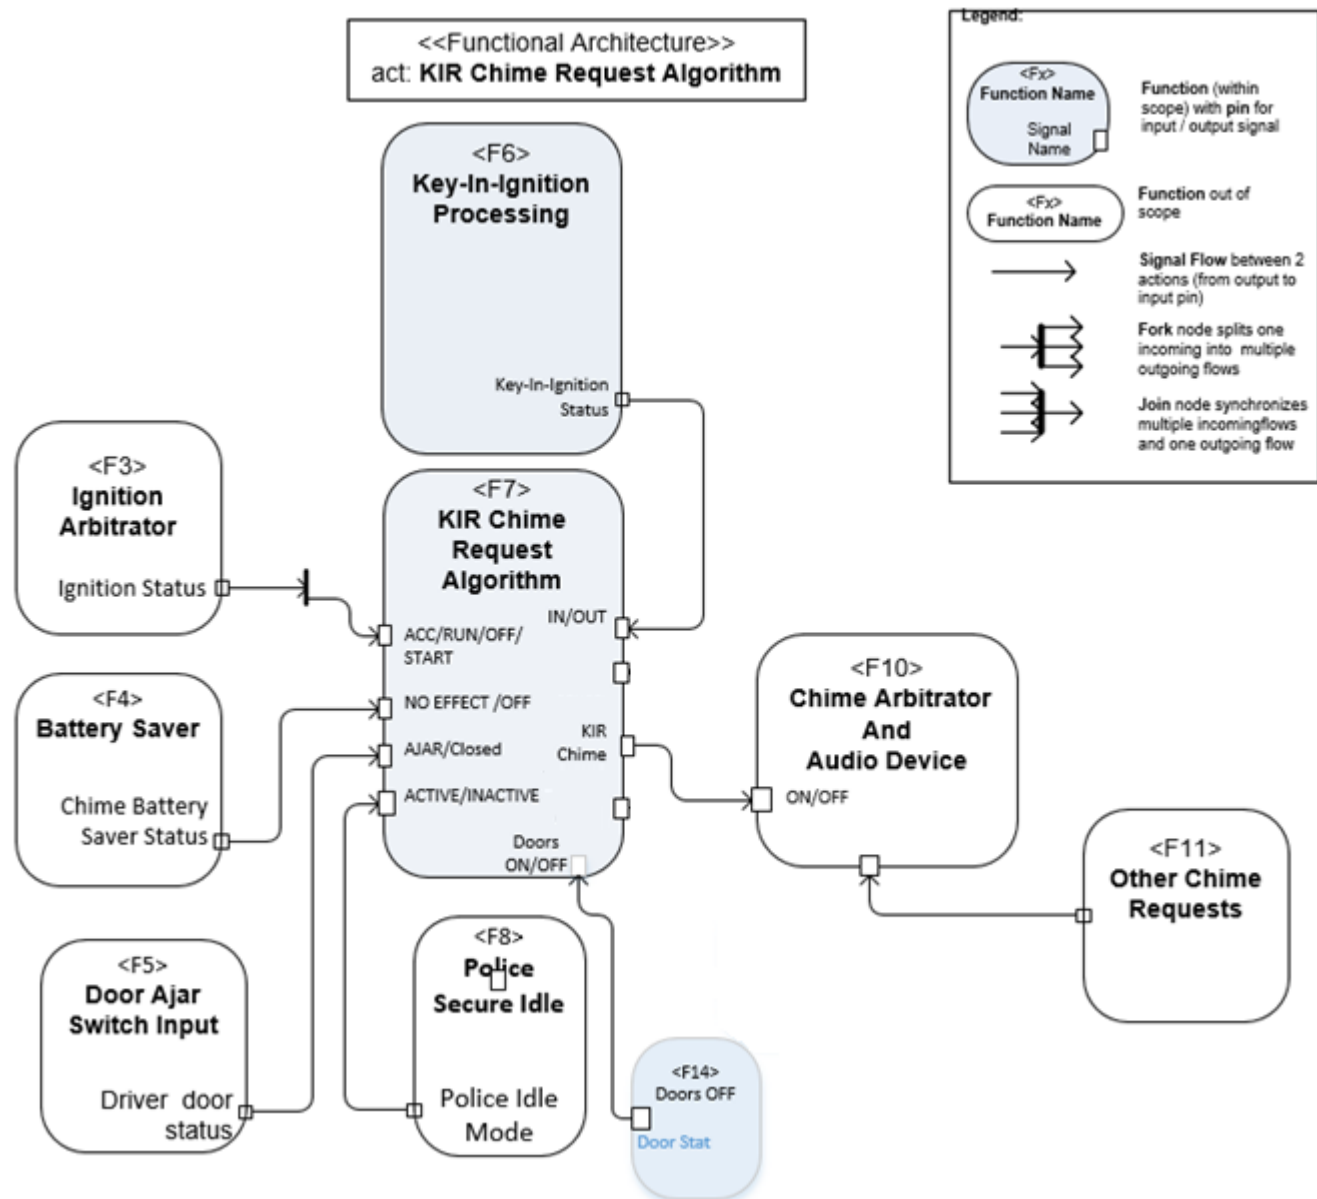 <<Functional Architecture>>
act: KIR Chime Request Algorithm
Legend:
<Fx>
Function Name
Signal
Name
Function (within
scope) with pin for
input / output signal
<Fx>
Function Name
Function out of
scope
Signal Flow between 2
actions (from output to
input pin)
Fork node splits one
incoming into multiple
outgoing flows
Join node synchronizes
multiple incomingflows
and one outgoing flow
<F6>
Key-In-Ignition
Processing
Key-In-Ignition
Status
<F3>
Ignition
Arbitrator
Ignition Status
<F7>
KIR Chime
Request
Algorithm
IN/OUT
ACC/RUN/OFF/
START
NO EFFECT /OFF
AJAR/Closed
KIR
Chime
ACTIVE/INACTIVE
Doors
ON/OFF
<F4>
Battery Saver
Chime Battery
Saver Status
<F10>
Chime Arbitrator
And
Audio Device
ON/OFF
<F11>
Other Chime
Requests
<F5>
Door Ajar
Switch Input
Driver door
status
<F8>
Police
Secure Idle
Police Idle
Mode
<F14>
Doors OFF
Door Stat